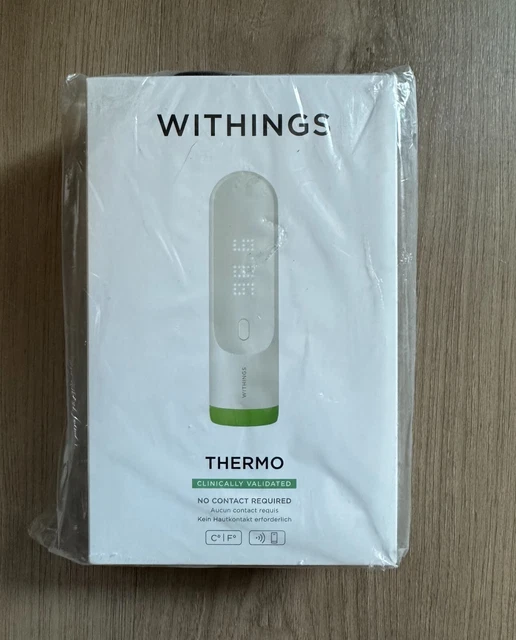 WITHINGS
WITHINGS
THERMO
CLINICALLY VALIDATED
NO CONTACT REQUIRED
Aucun contact requis
Kein Hautkontakt erforderlich
C° | F°